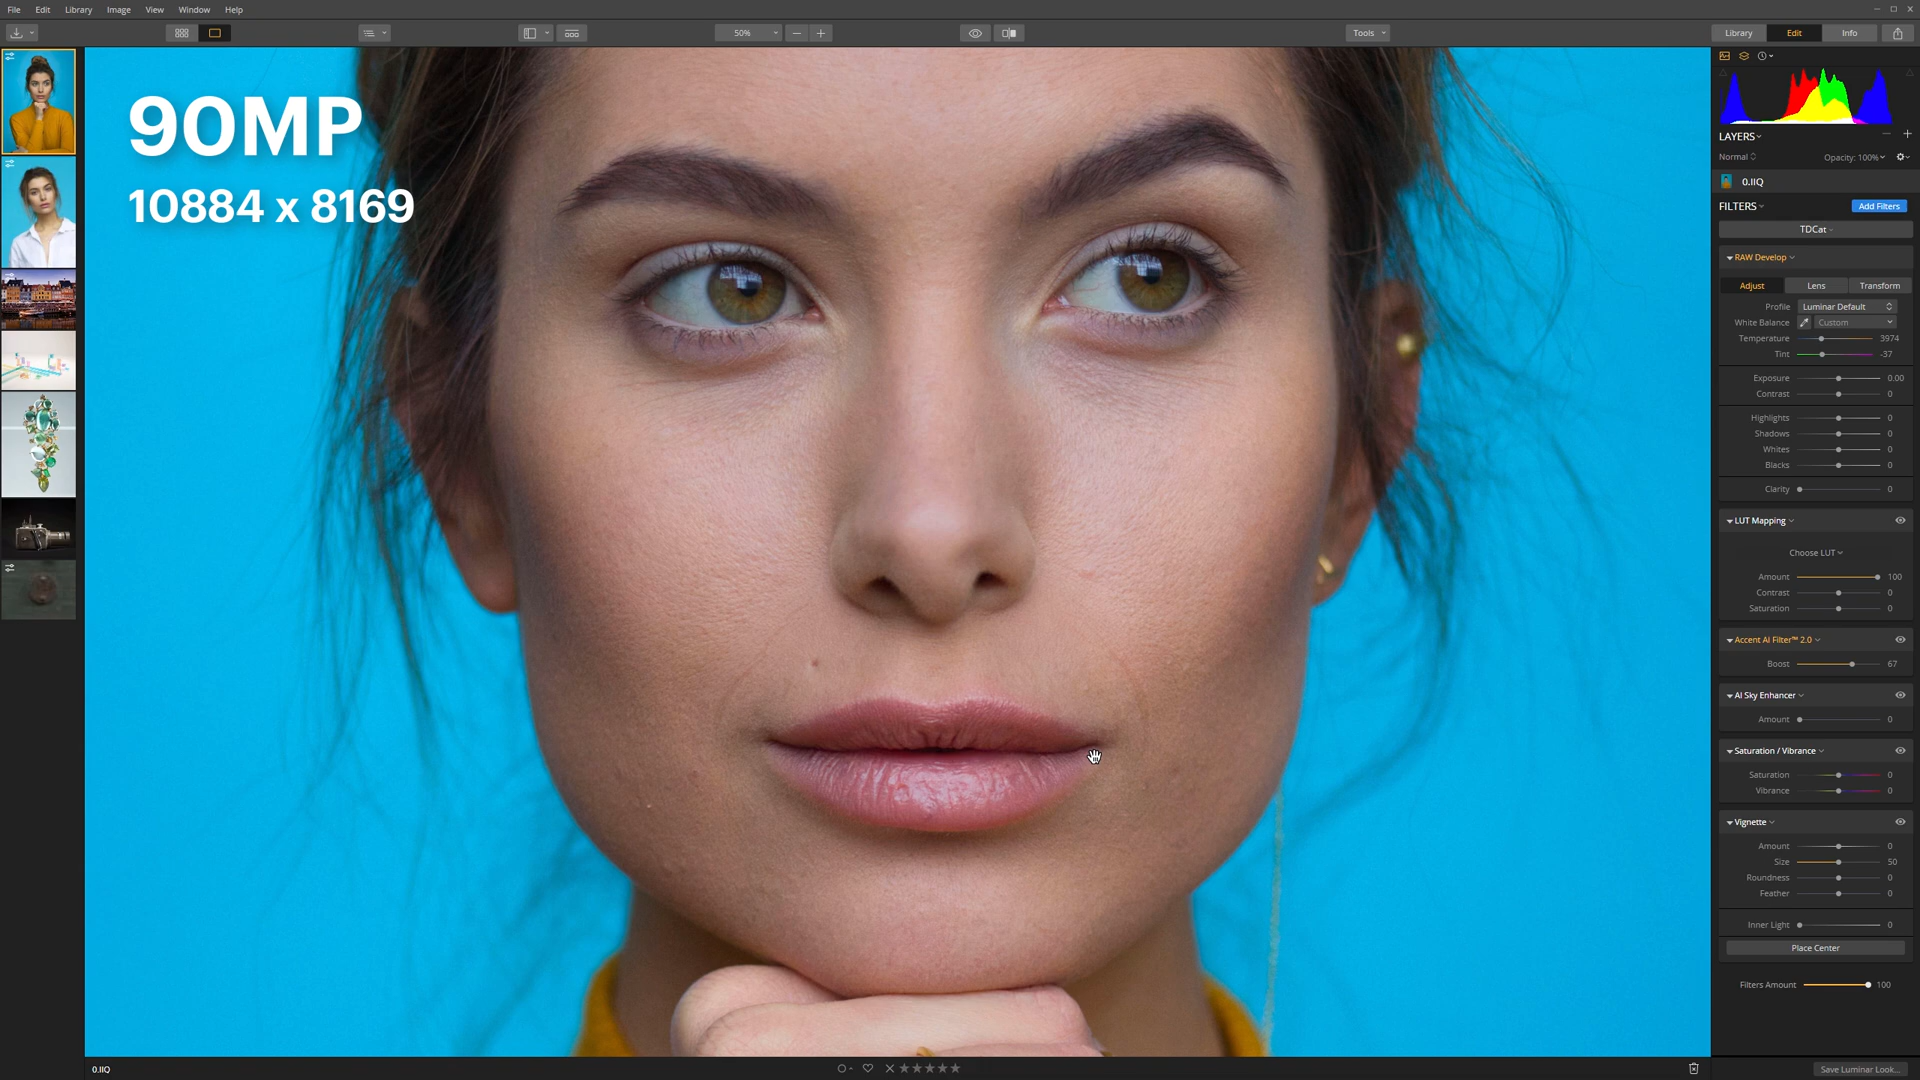 File Edit Library Image View Window Help
50%
Tools
Library Edit Info
90MP
10884 x 8169
LAYERS
Normal Opacity: 100%
0.IIQ
FILTERS Add Filters
TDCat
RAW Develop
Adjust Lens Transform
Profile Luminar Default
White Balance Custom
Temperature 3974
Tint -37
Exposure 0.00
Contrast 0
Highlights 0
Shadows 0
Whites 0
Blacks 0
Clarity 0
LUT Mapping
Choose LUT
Amount 100
Contrast 0
Saturation 0
Accent AI Filter™ 2.0
Boost 67
AI Sky Enhancer
Amount 0
Saturation / Vibrance
Saturation 0
Vibrance 0
Vignette
Amount 0
Size 50
Roundness 0
Feather 0
Inner Light 0
Place Center
Filters Amount 100
0.IIQ
Save Luminar Look...